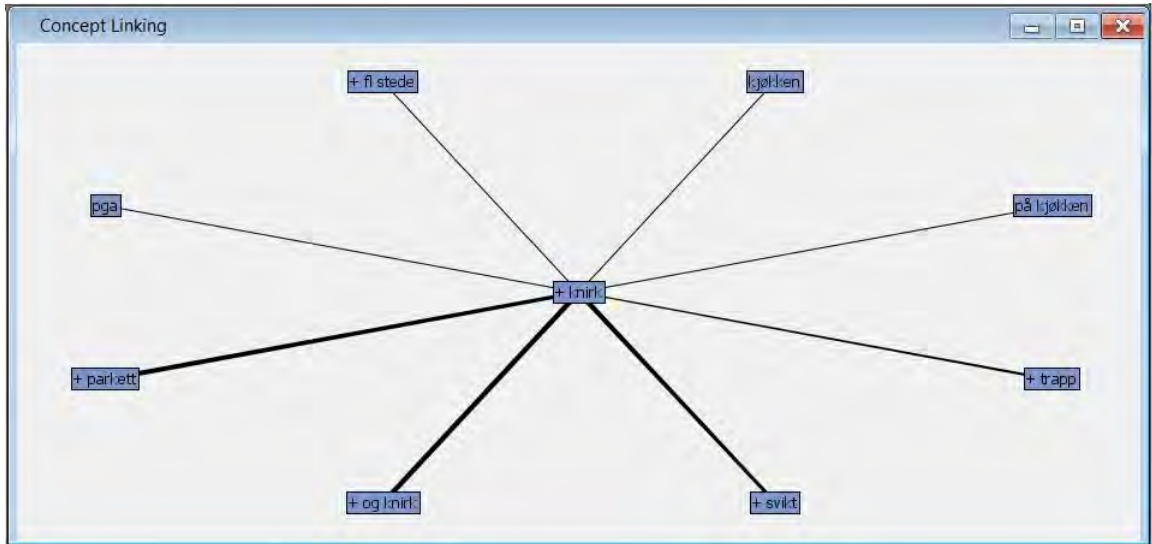 Concept Linking
+ fl stede
kjøkken
pga
på kjøkken
+ knirk
+ parkett
+ trapp
+ og knirk
+ svikt